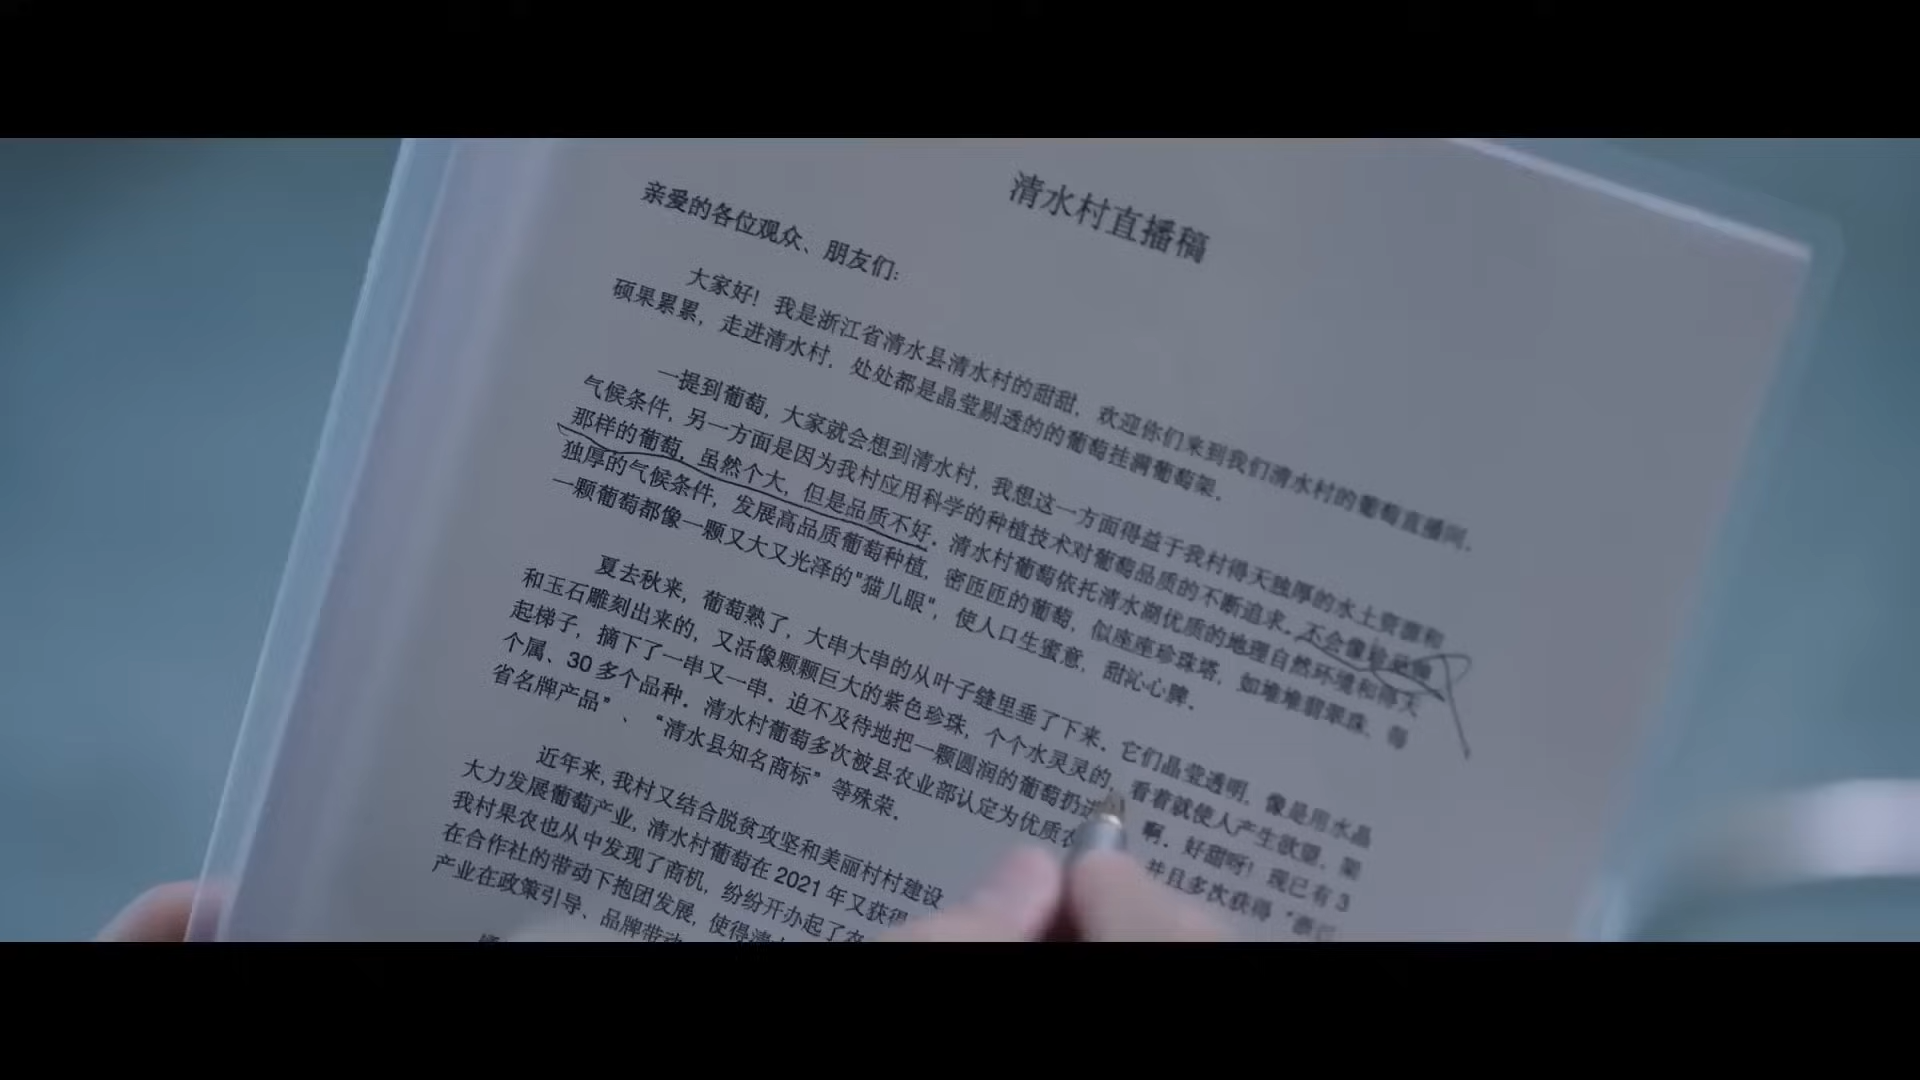 清水村直播稿
亲爱的各位观众、朋友们：
大家好！我是浙江省清水县清水村的甜甜，欢迎你们来到我们清水村的葡萄直播间，
硕果累累，走进清水村，处处都是晶莹剔透的的葡萄挂满葡萄架。
一提到葡萄，大家就会想到清水村，我想这一方面得益于我村得天独厚的水土资源和
气候条件，另一方面是因为我村应用科学的种植技术对葡萄品质的不断追求。不会像
那样的葡萄，虽然个大，但是品质不好。清水村葡萄依托清水湖优质的地理自然环境和得天
独厚的气候条件，发展高品质葡萄种植，密匝匝的葡萄，似座座珍珠塔，如堆堆翡翠珠，每
一颗葡萄都像一颗又大又光泽的"猫儿眼"，使人口生蜜意，甜沁心脾。
夏去秋来，葡萄熟了，大串大串的从叶子缝里垂了下来。它们晶莹透明，像是用水晶
和玉石雕刻出来的，又活像颗颗巨大的紫色珍珠，个个水灵灵的，看着就使人产生欲望，架
起梯子，摘下了一串又一串。迫不及待地把一颗圆润的葡萄扔进 啊，好甜呀！现已有3
个属、30多个品种。清水村葡萄多次被县农业部认定为优质农 并且多次获得"浙江
省名牌产品"、"清水县知名商标"等殊荣。
近年来，我村又结合脱贫攻坚和美丽村村建设
大力发展葡萄产业，清水村葡萄在2021年又获得
我村果农也从中发现了商机，纷纷开办起了农
在合作社的带动下抱团发展，使得清
产业在政策引导、品牌带动